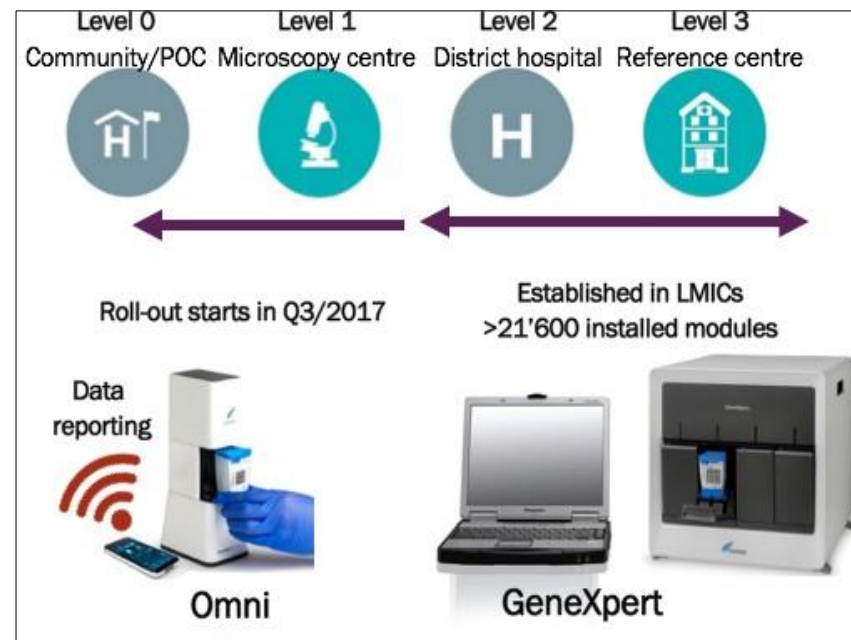 Level 0 Level 1 Level 2 Level 3
Community/POC Microscopy centre District hospital Reference centre
H H
Roll-out starts in Q3/2017
Established in LMICs
>21'600 installed modules
Data
reporting
Omni
GeneXpert